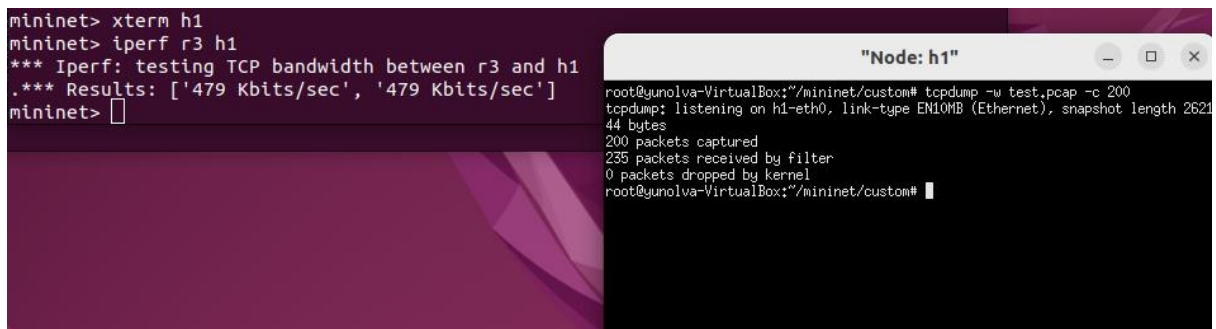 mininet> xterm h1
mininet> iperf r3 h1
*** Iperf: testing TCP bandwidth between r3 and h1
.*** Results: ['479 Kbits/sec', '479 Kbits/sec']
mininet>
"Node: h1"
root@yunolva-VirtualBox:~/mininet/custom# tcpdump -w test.pcap -c 200
tcpdump: listening on h1-eth0, link-type EN10MB (Ethernet), snapshot length 2621
44 bytes
200 packets captured
235 packets received by filter
0 packets dropped by kernel
root@yunolva-VirtualBox:~/mininet/custom#